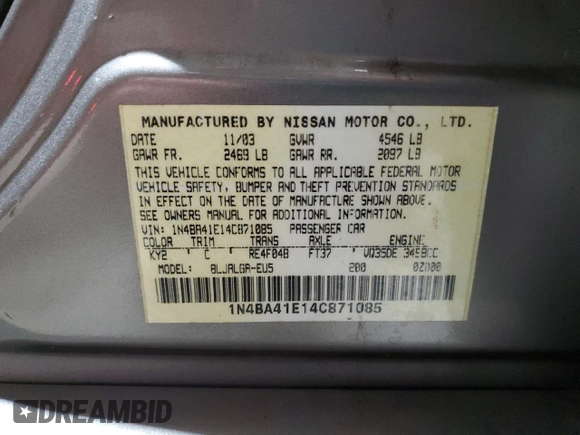 MANUFACTURED BY NISSAN MOTOR CO., LTD.
DATE 11/03 GVWR 4546 LB
GAWR FR. 2469 LB GAWR RR. 2097 LB
THIS VEHICLE CONFORMS TO ALL APPLICABLE FEDERAL MOTOR
VEHICLE SAFETY, BUMPER AND THEFT PREVENTION STANDARDS
IN EFFECT ON THE DATE OF MANUFACTURE SHOWN ABOVE.
SEE OWNERS MANUAL FOR ADDITIONAL INFORMATION.
VIN: 1N4BA41E14C871085 PASSENGER CAR
COLOR TRIM TRANS AXLE ENGINE
KY2 C RE4F04B FT37 VQ35DE 3498CC
MODEL: BLJALGA-EU5 200 0Z000
1N4BA41E14C871085
DREAMBID